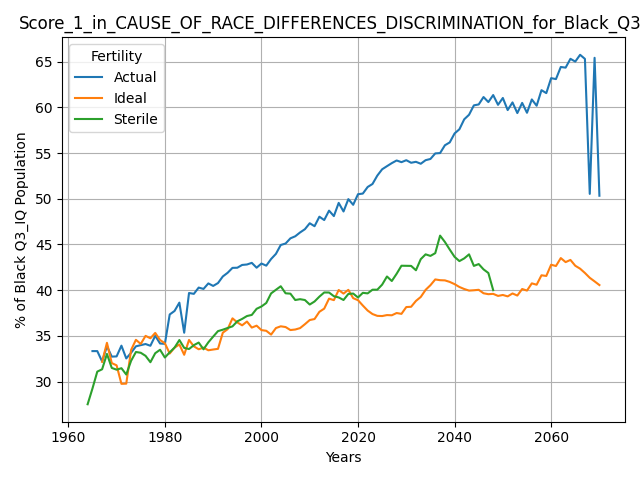 Score_1_in_CAUSE_OF_RACE_DIFFERENCES_DISCRIMINATION_for_Black_Q3
Fertility
Actual
Ideal
Sterile
% of Black Q3_IQ Population
65
60
55
50
45
40
35
30
1960
1980
2000
2020
2040
2060
Years